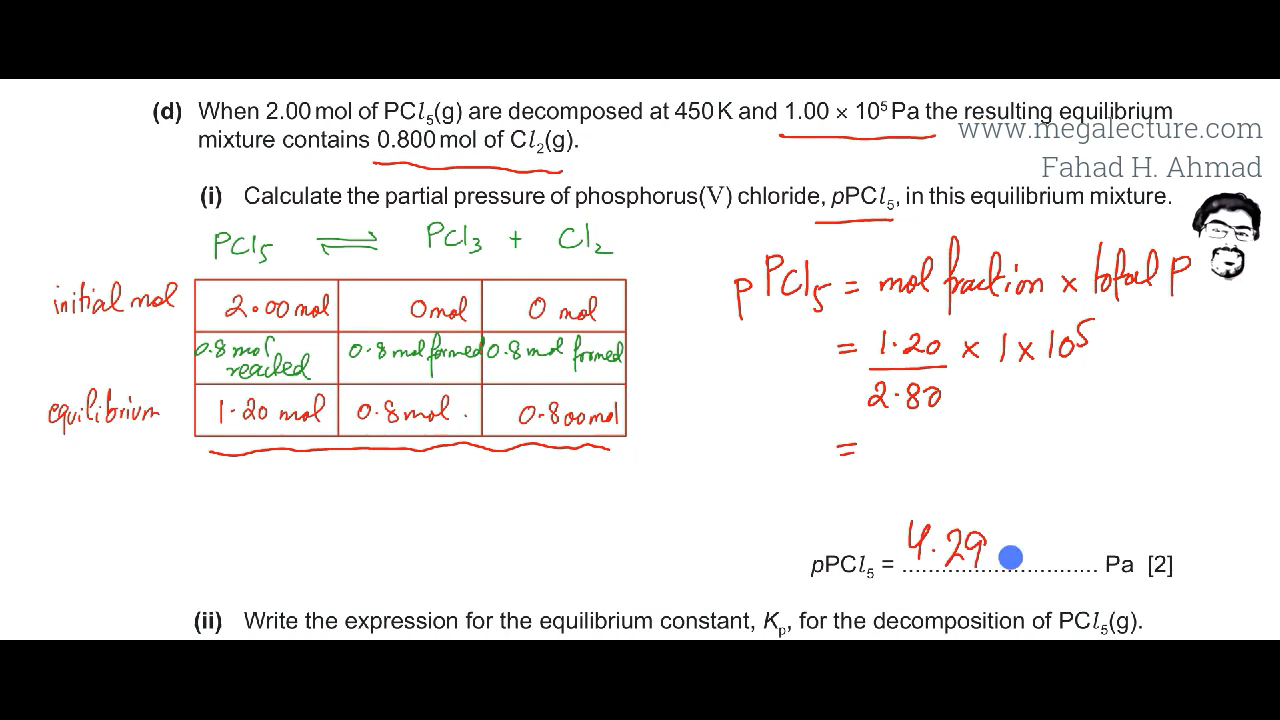 (d) When 2.00 mol of PCl₅(g) are decomposed at 450 K and 1.00 × 10⁵ Pa the resulting equilibrium
mixture contains 0.800 mol of Cl₂(g).
www.megalecture.com
Fahad H. Ahmad
(i) Calculate the partial pressure of phosphorus(V) chloride, pPCl₅, in this equilibrium mixture.
PCl₅ ⇌ PCl₃ + Cl₂
initial mol 2.00 mol 0 mol 0 mol
0.8 mol reacted 0.8 mol formed 0.8 mol formed
equilibrium 1.20 mol 0.8 mol. 0.800 mol
pPCl₅ = mol fraction × total P
= 1.20 × 1 × 10⁵
2.80
=
pPCl₅ = 4.29 .............................. Pa [2]
(ii) Write the expression for the equilibrium constant, Kₚ, for the decomposition of PCl₅(g).